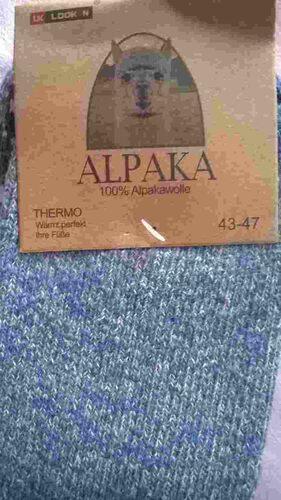 LOOK N
ALPAKA
100% Alpakawolle
THERMO
Wärmt perfekt
Ihre Füße
43-47